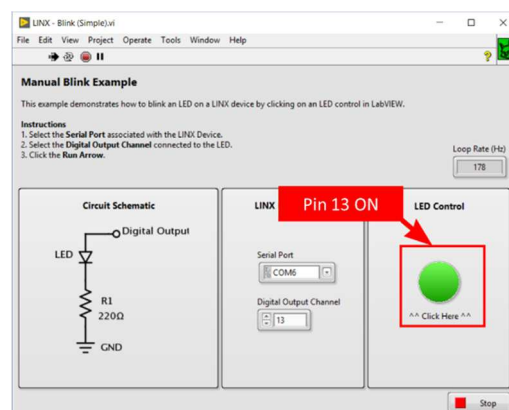 LINX - Blink (Simple).vi
File Edit View Project Operate Tools Window Help
Manual Blink Example
This example demonstrates how to blink an LED on a LINX device by clicking on an LED control in LabVIEW.
Instructions
1. Select the Serial Port associated with the LINX Device.
2. Select the Digital Output Channel connected to the LED.
3. Click the Run Arrow.
Loop Rate (Hz)
178
Circuit Schematic
Digital Output
LED
R1
220Ω
GND
LINX
Pin 13 ON
Serial Port
COM6
Digital Output Channel
13
LED Control
^^ Click Here ^^
Stop